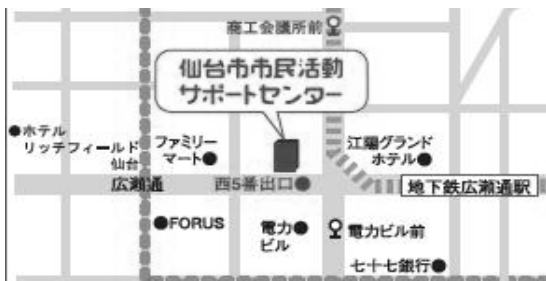 商工会議所前
仙台市市民活動
サポートセンター
●ホテル
リッチフィールド
仙台
ファミリー
マート●
江陽グランド
ホテル●
広瀬通
西5番出口●
地下鉄広瀬通駅
●FORUS
電力●
ビル
電力ビル前
七十七銀行●